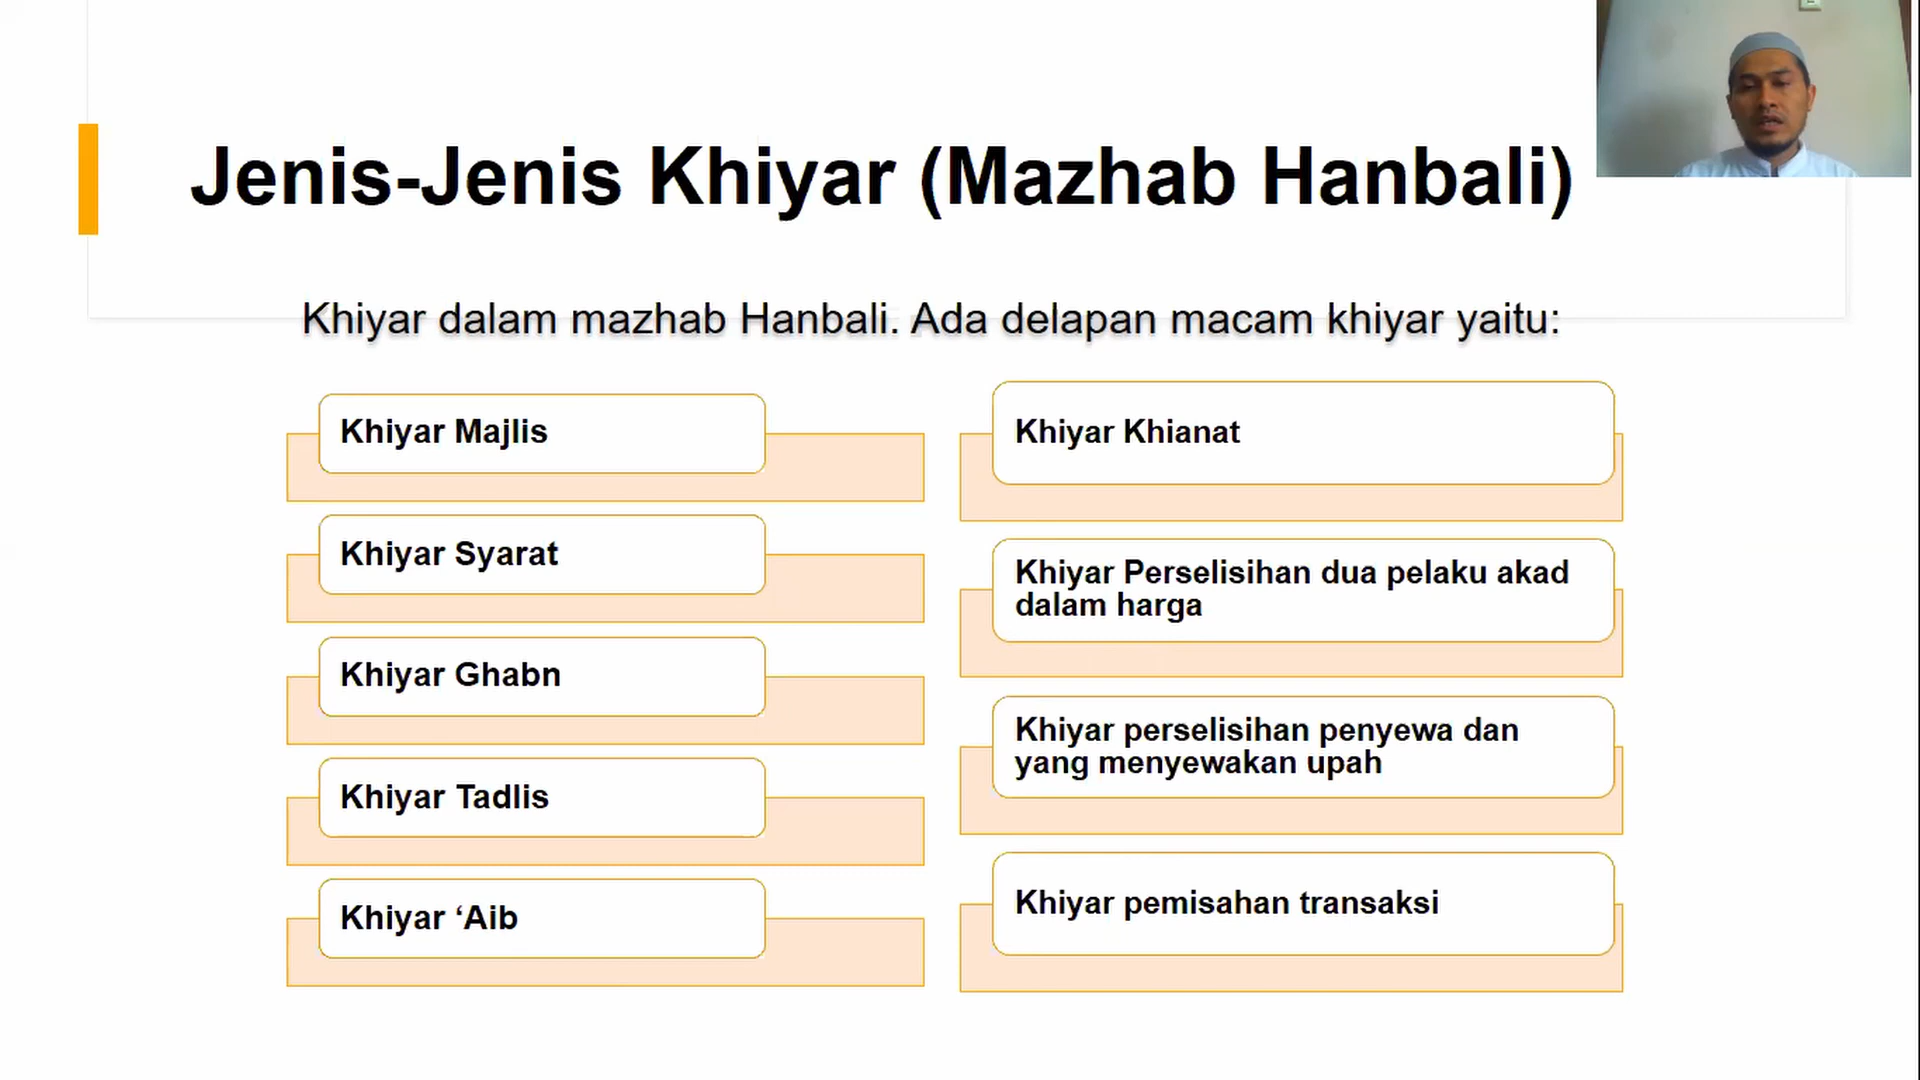 Jenis-Jenis Khiyar (Mazhab Hanbali)
Khiyar dalam mazhab Hanbali. Ada delapan macam khiyar yaitu:
Khiyar Majlis
Khiyar Syarat
Khiyar Ghabn
Khiyar Tadlis
Khiyar ‘Aib
Khiyar Khianat
Khiyar Perselisihan dua pelaku akad
dalam harga
Khiyar perselisihan penyewa dan
yang menyewakan upah
Khiyar pemisahan transaksi